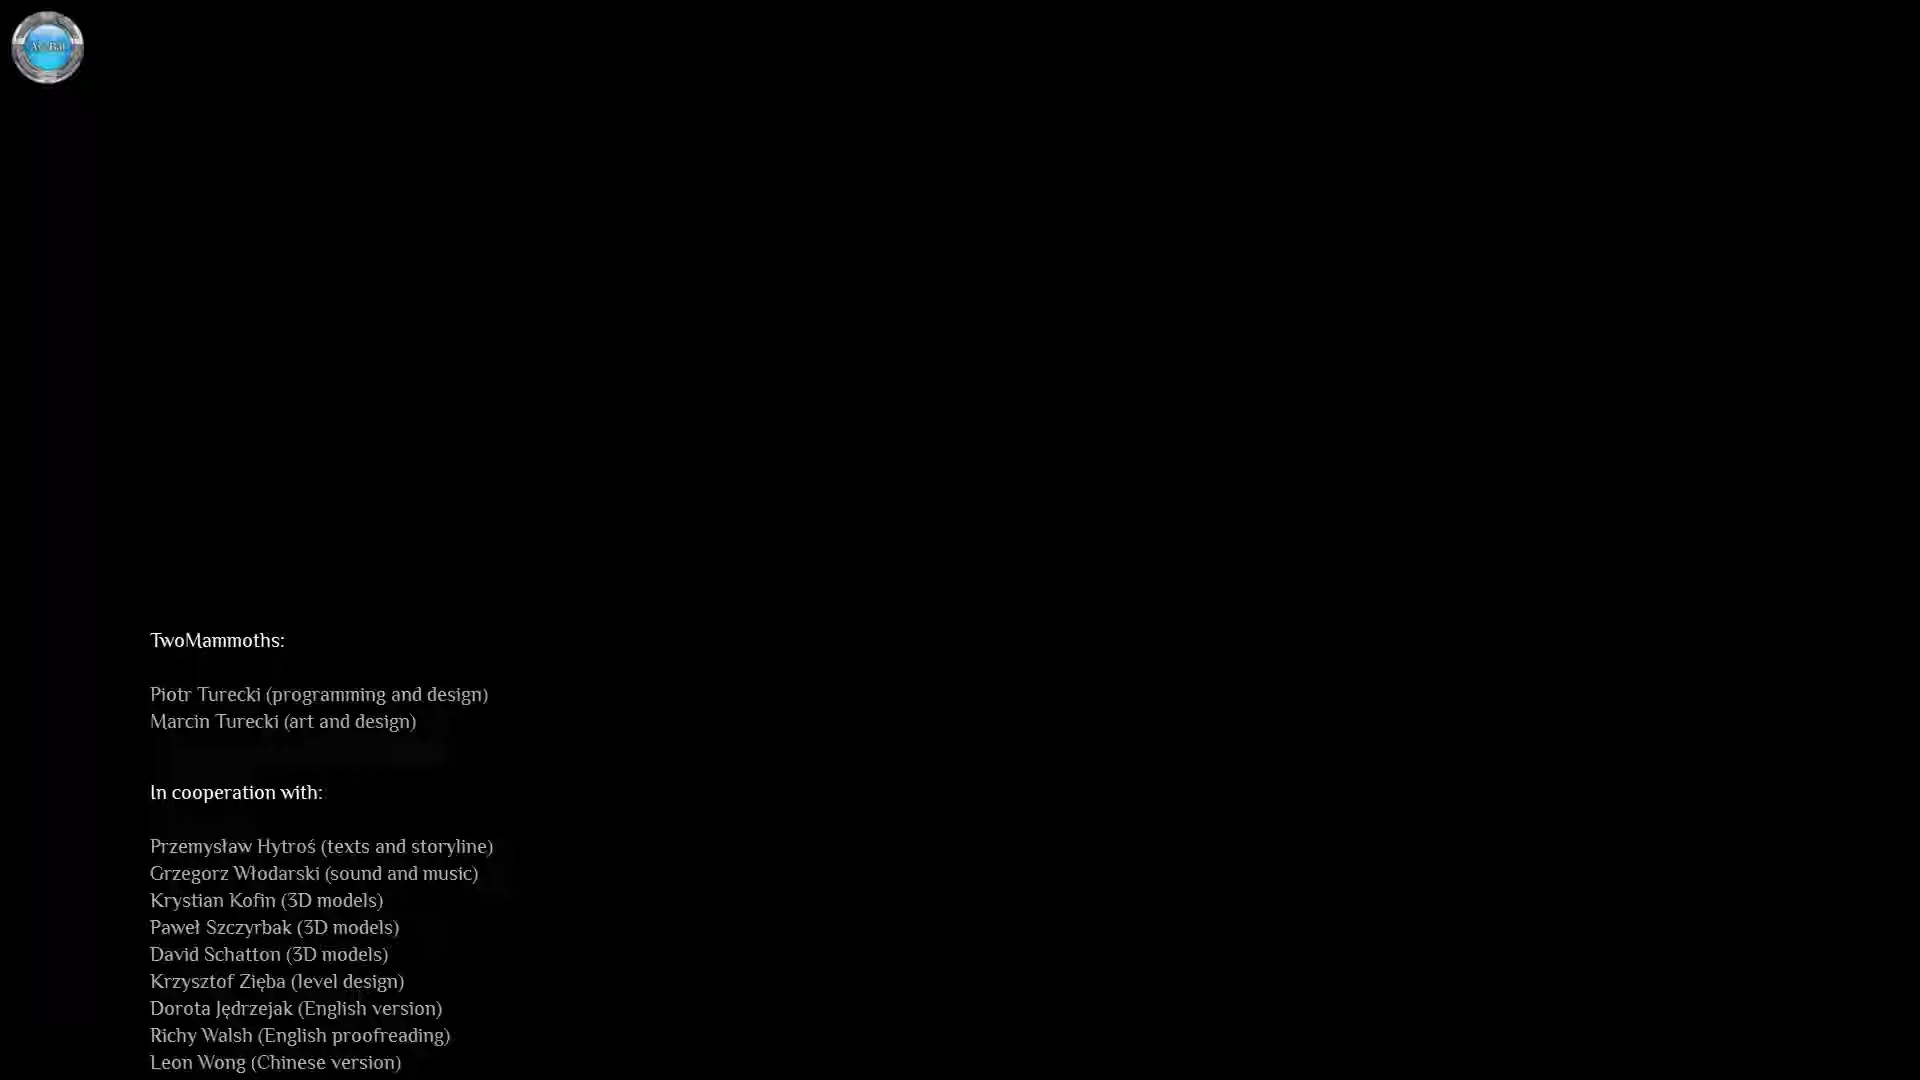 TwoMammoths:
Piotr Turecki (programming and design)
Marcin Turecki (art and design)
In cooperation with:
Przemysław Hytroś (texts and storyline)
Grzegorz Włodarski (sound and music)
Krystian Kofin (3D models)
Paweł Szczyrbak (3D models)
David Schatton (3D models)
Krzysztof Zięba (level design)
Dorota Jędrzejak (English version)
Richy Walsh (English proofreading)
Leon Wong (Chinese version)